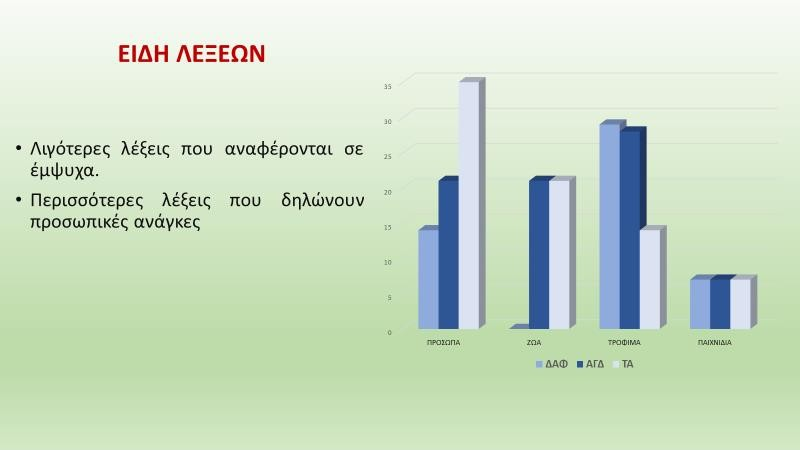 ΕΙΔΗ ΛΕΞΕΩΝ
• Λιγότερες λέξεις που αναφέρονται σε
έμψυχα.
• Περισσότερες λέξεις που δηλώνουν
προσωπικές ανάγκες
35
30
25
20
15
10
5
0
ΠΡΟΣΩΠΑ ΖΩΑ ΤΡΟΦΙΜΑ ΠΑΙΧΝΙΔΙΑ
ΔΑΦ ΑΓΔ ΤΑ